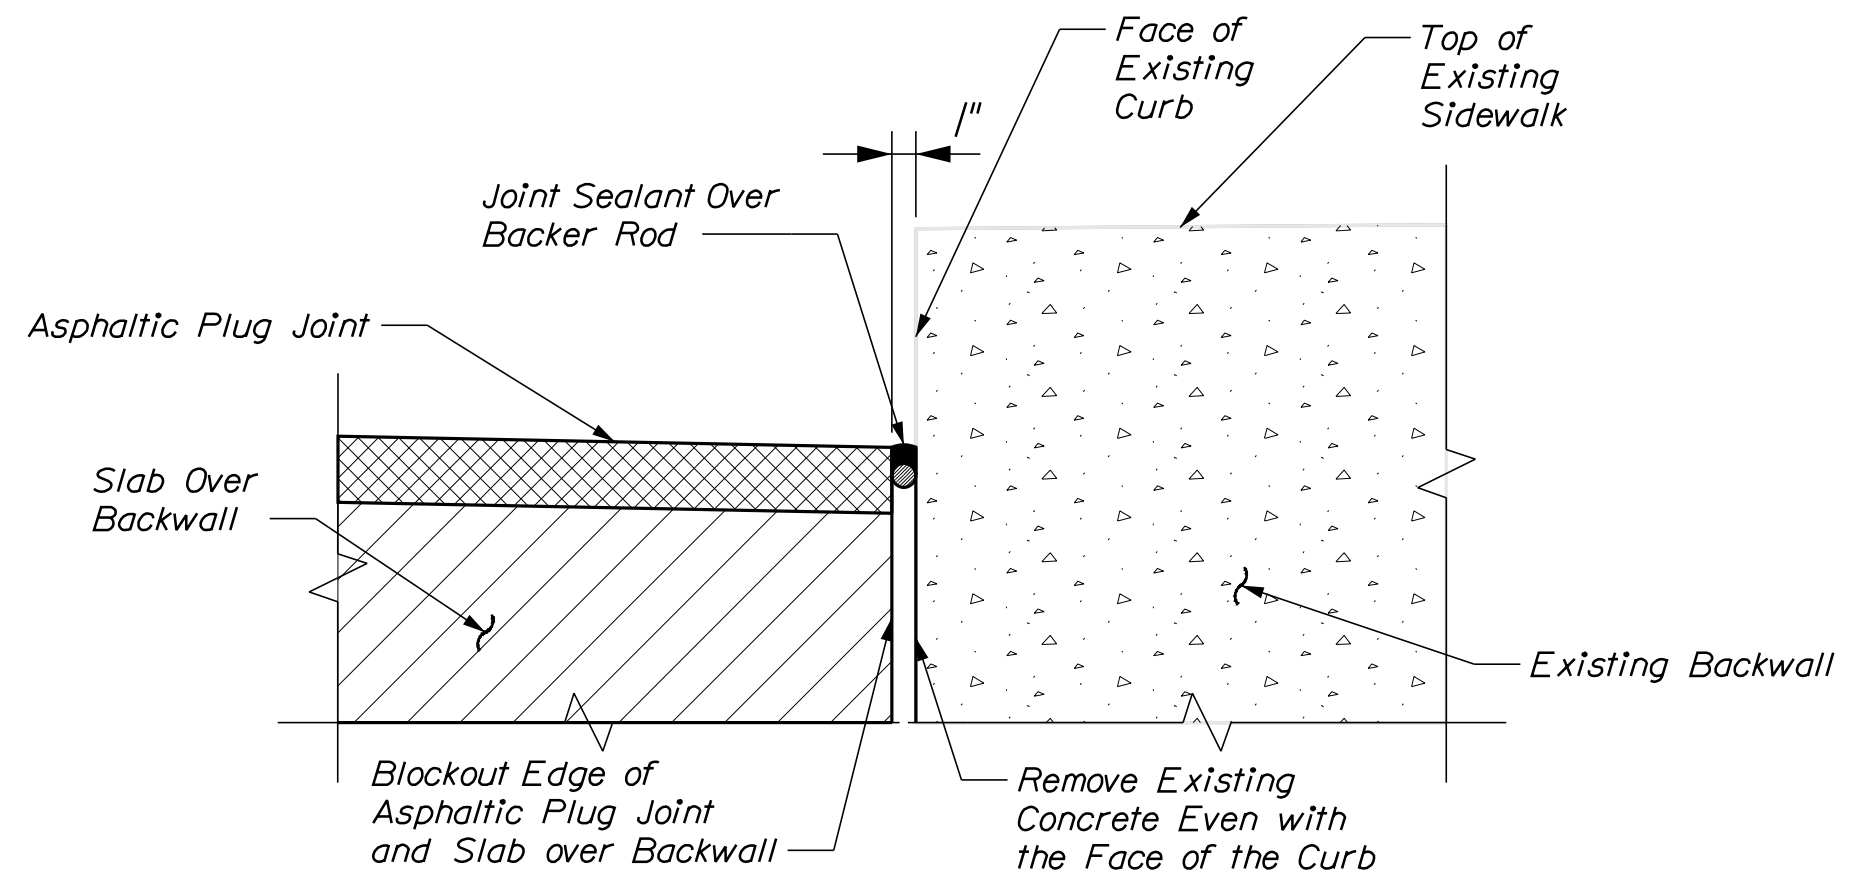 Face of
Existing
Curb
Top of
Existing
Sidewalk
1"
Joint Sealant Over
Backer Rod
Asphaltic Plug Joint
Slab Over
Backwall
Existing Backwall
Blockout Edge of
Asphaltic Plug Joint
and Slab over Backwall
Remove Existing
Concrete Even with
the Face of the Curb